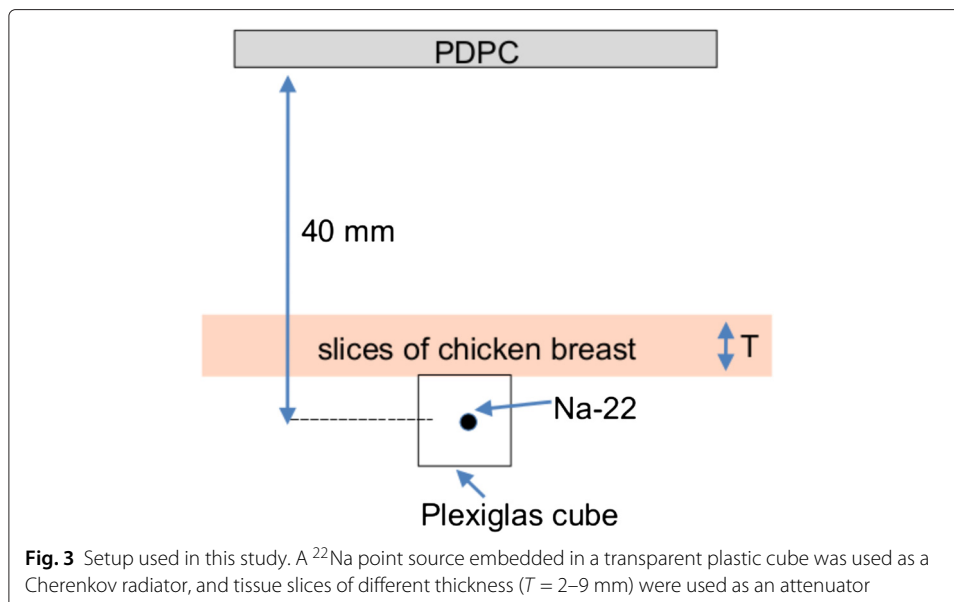 PDPC
40 mm
slices of chicken breast
T
Na-22
Plexiglas cube
Fig. 3 Setup used in this study. A ²²Na point source embedded in a transparent plastic cube was used as a
Cherenkov radiator, and tissue slices of different thickness (T = 2–9 mm) were used as an attenuator